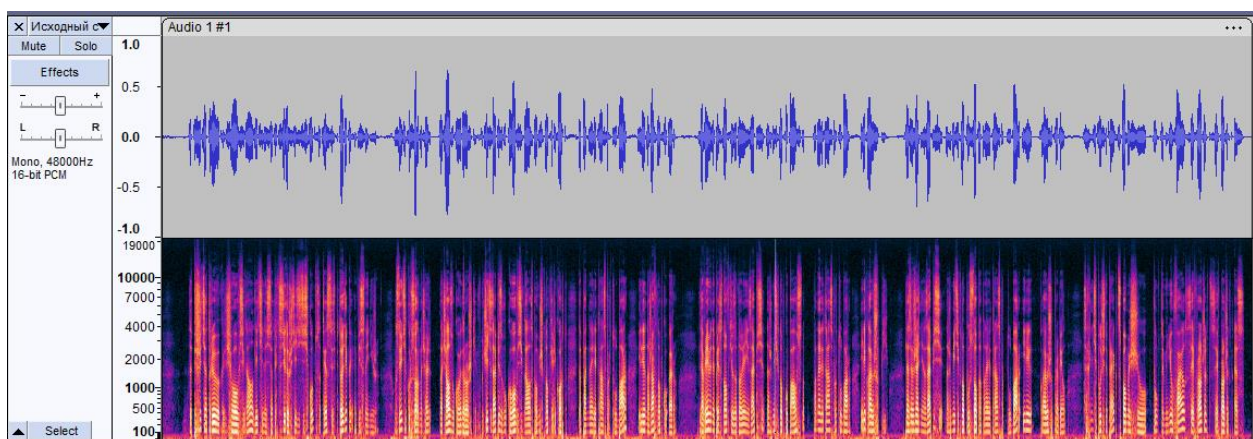 × Исходный с▼
Audio 1 #1
...
Mute Solo
Effects
- +
L R
Mono, 48000Hz
16-bit PCM
Select
1.0
0.5
0.0
-0.5
-1.0
19000
10000
7000
4000
2000
1000
500
100